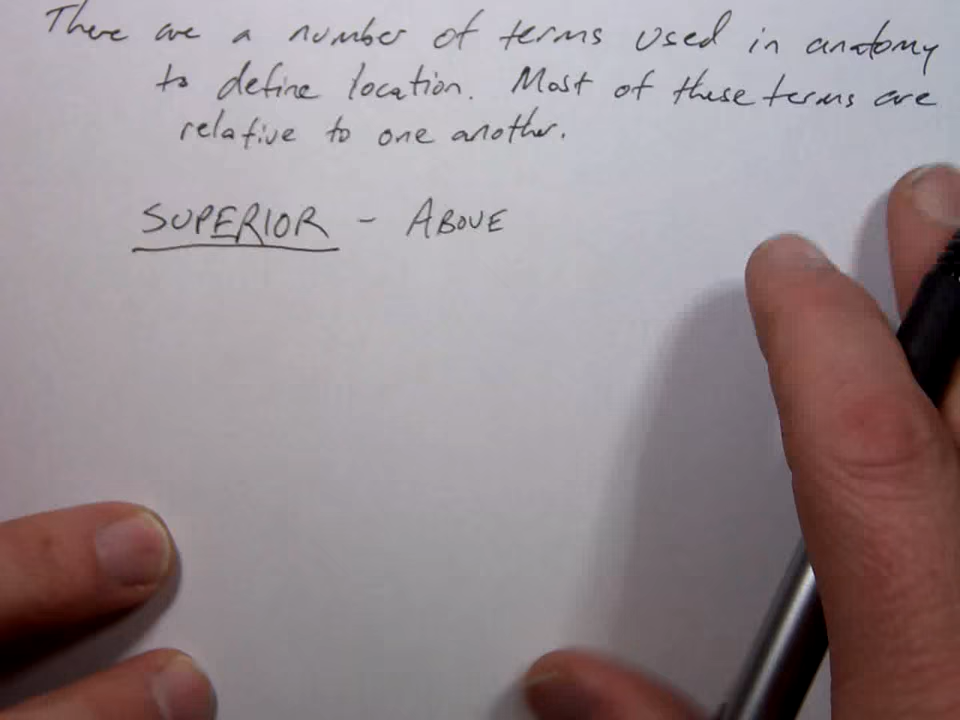 There are a number of terms used in anatomy
to define location. Most of these terms are
relative to one another.
SUPERIOR - ABOVE